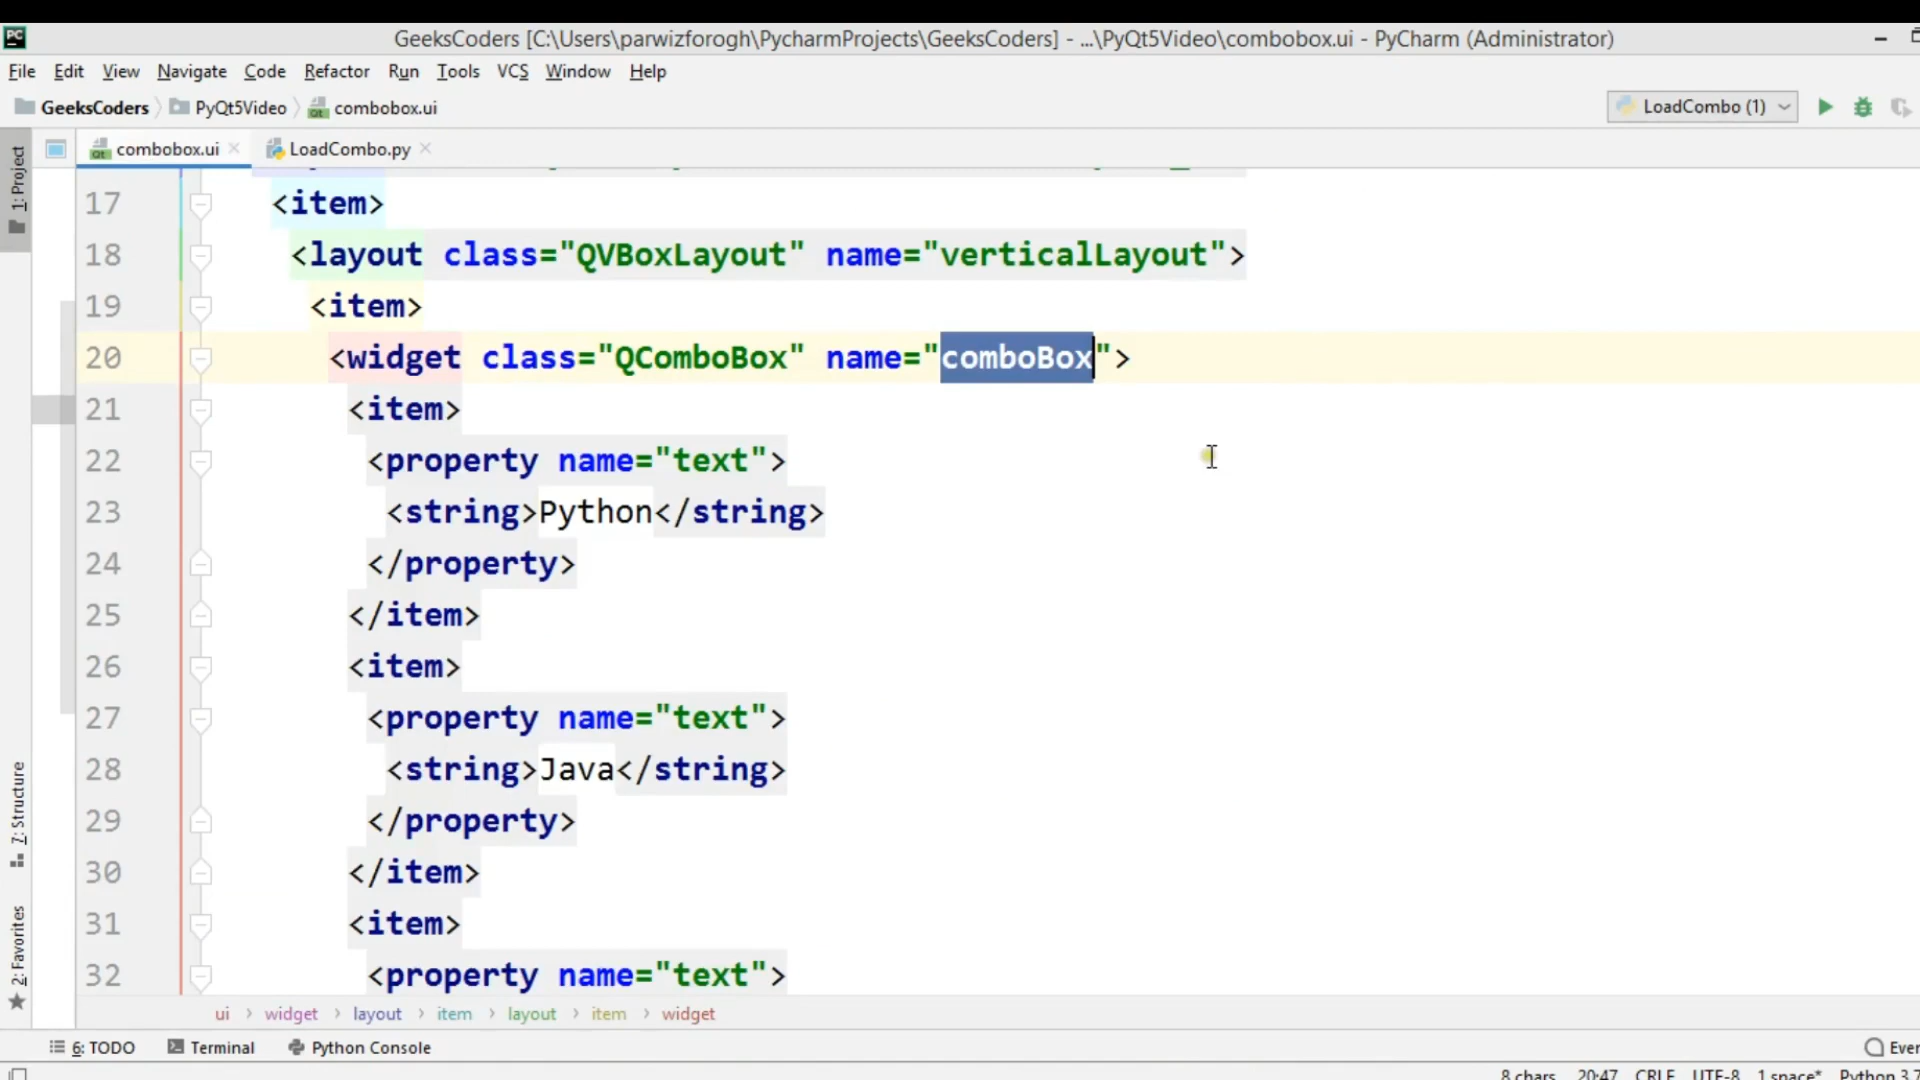 PC
GeeksCoders [C:\Users\parwizforogh\PycharmProjects\GeeksCoders] - ...\PyQt5Video\combobox.ui - PyCharm (Administrator)
File Edit View Navigate Code Refactor Run Tools VCS Window Help
GeeksCoders PyQt5Video combobox.ui LoadCombo (1)
combobox.ui LoadCombo.py
1: Project
17 <item>
18 <layout class="QVBoxLayout" name="verticalLayout">
19 <item>
20 <widget class="QComboBox" name="comboBox">
21 <item>
22 <property name="text">
23 <string>Python</string>
24 </property>
25 </item>
26 <item>
27 <property name="text">
28 <string>Java</string>
29 </property>
30 </item>
31 <item>
32 <property name="text">
7: Structure
2: Favorites
ui › widget › layout › item › layout › item › widget
6: TODO Terminal Python Console Ever
8 chars 20:47 CRLF UTF-8 1 space* Python 3.7